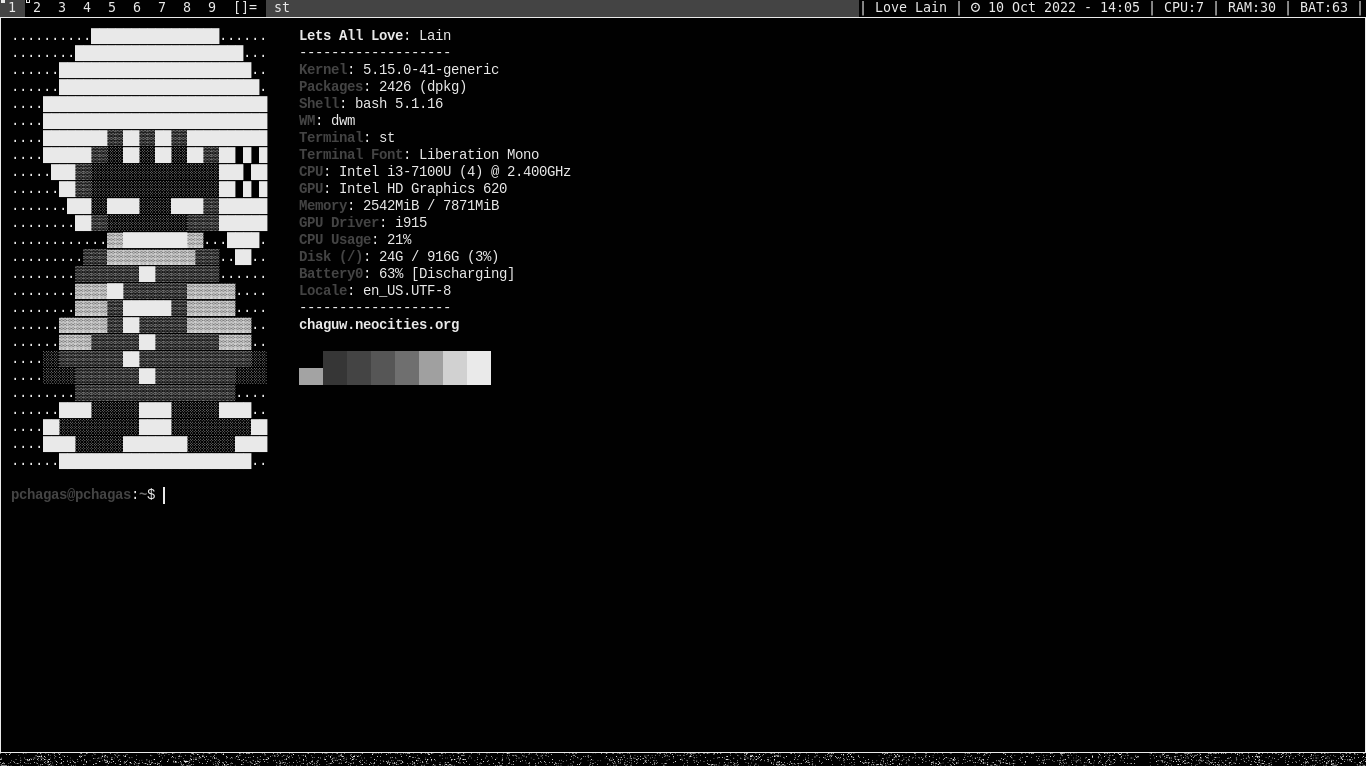 1 2 3 4 5 6 7 8 9 []= st | Love Lain | ⏲ 10 Oct 2022 - 14:05 | CPU:7 | RAM:30 | BAT:63 |
Lets All Love: Lain
-------------------
Kernel: 5.15.0-41-generic
Packages: 2426 (dpkg)
Shell: bash 5.1.16
WM: dwm
Terminal: st
Terminal Font: Liberation Mono
CPU: Intel i3-7100U (4) @ 2.400GHz
GPU: Intel HD Graphics 620
Memory: 2542MiB / 7871MiB
GPU Driver: i915
CPU Usage: 21%
Disk (/): 24G / 916G (3%)
Battery0: 63% [Discharging]
Locale: en_US.UTF-8
-------------------
chaguw.neocities.org
pchagas@pchagas:~$